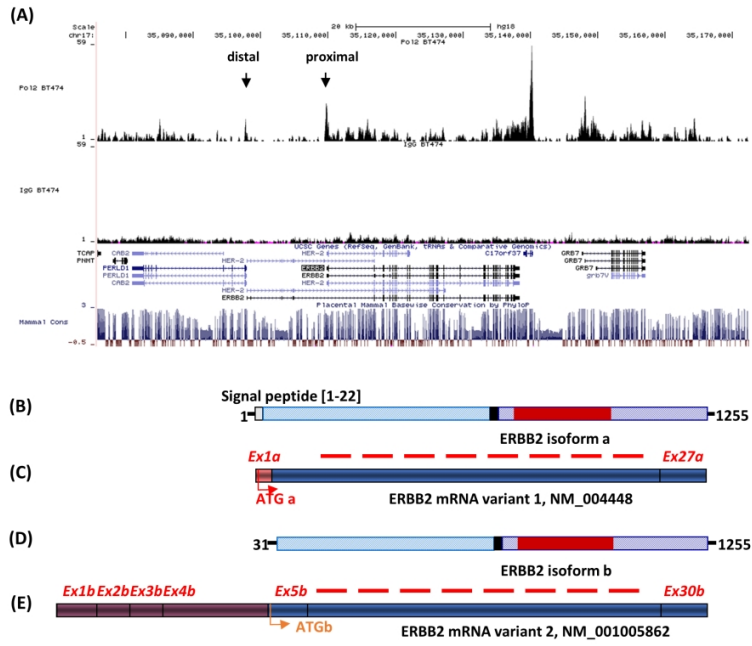 (A)
Scale 20 kb hg18
chr17: 35,090,000 35,100,000 35,110,000 35,120,000 35,130,000 35,140,000 35,150,000 35,160,000 35,170,000
Pol2 BT474
59
distal proximal
Pol2 BT474
1
IgG BT474
59
IgG BT474
1
UCSC Genes (RefSeq, GenBank, tRNAs & Comparative Genomics)
TCAP CAB2 HER-2 C17orf37 GRB7
PNMT HER-2 GRB7
PERLD1 ERBB2 GRB7
PERLD1 ERBB2 grb7V
CAB2 HER-2
HER-2
ERBB2
Placental Mammal Basewise Conservation by PhyloP
3
Mammal Cons
-0.5
Signal peptide [1-22]
(B) 1 1255
ERBB2 isoform a
Ex1a Ex27a
(C)
ATG a ERBB2 mRNA variant 1, NM_004448
(D) 31 1255
ERBB2 isoform b
Ex1b Ex2b Ex3b Ex4b Ex5b Ex30b
(E)
ATGb ERBB2 mRNA variant 2, NM_001005862